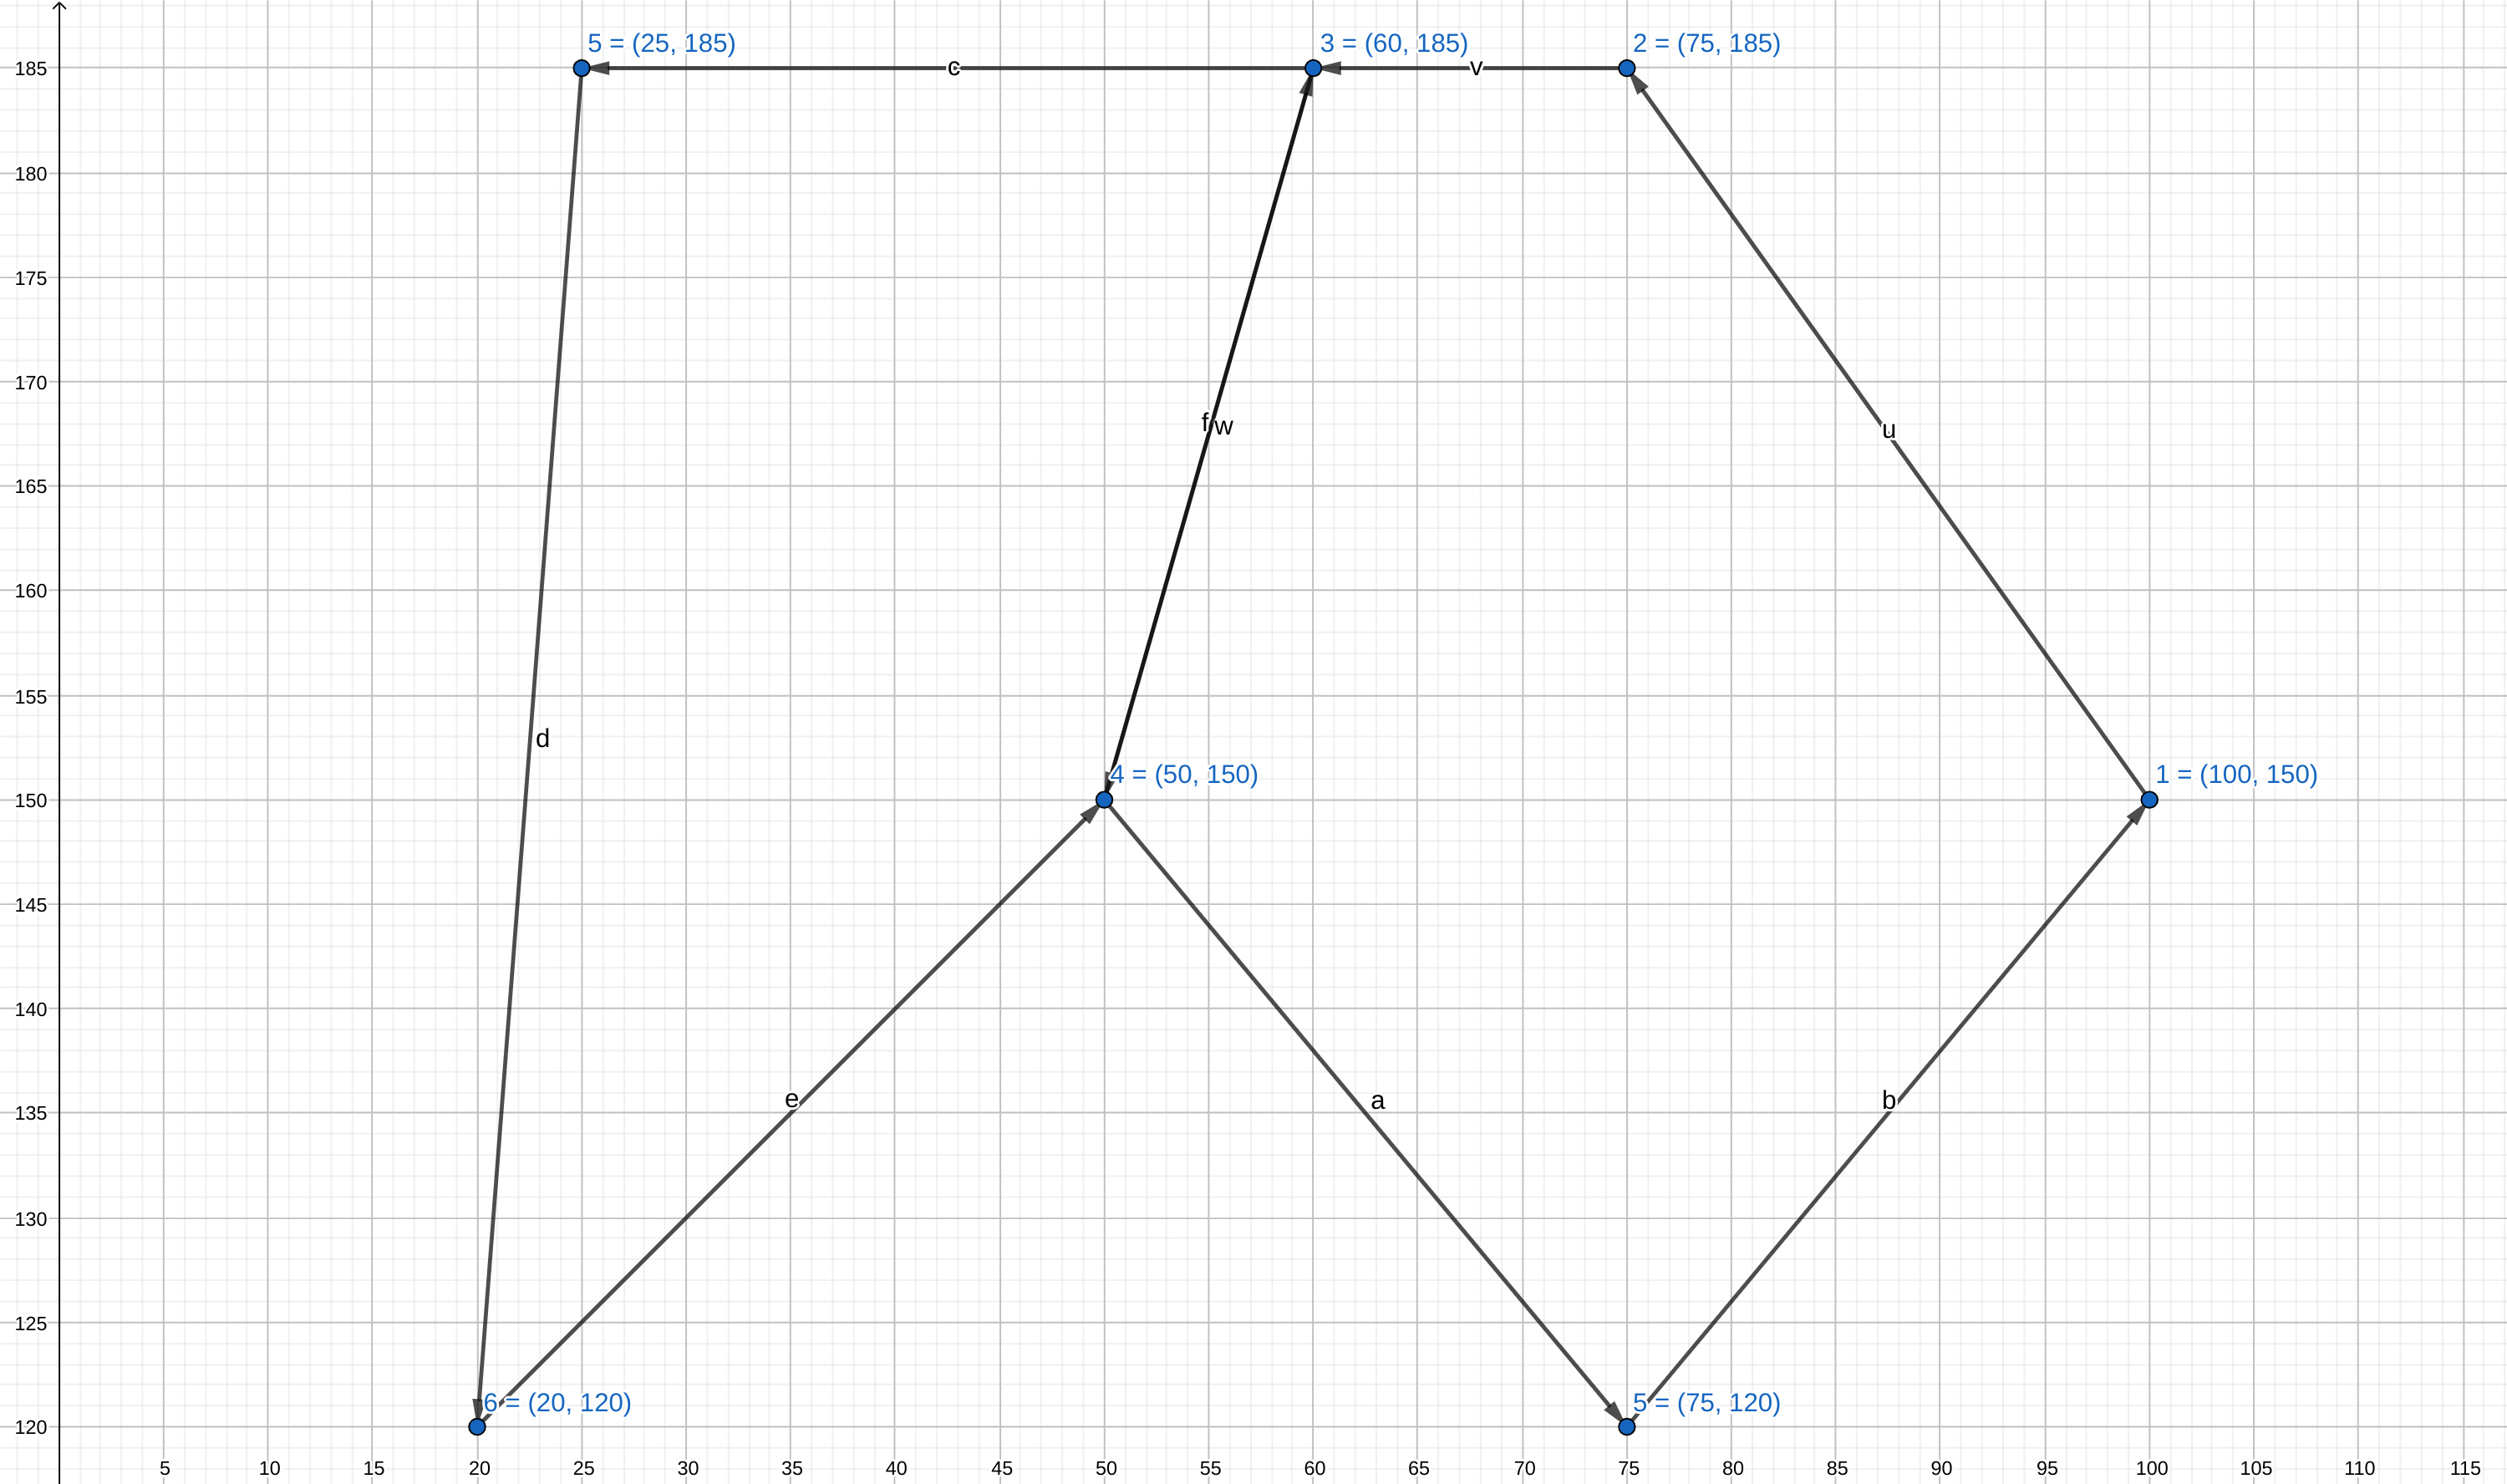 5 = (25, 185)
3 = (60, 185)
2 = (75, 185)
185
c
v
180
175
170
f
w
u
165
160
155
d
4 = (50, 150)
1 = (100, 150)
150
145
140
135
e
a
b
130
125
6 = (20, 120)
5 = (75, 120)
120
5 10 15 20 25 30 35 40 45 50 55 60 65 70 75 80 85 90 95 100 105 110 115